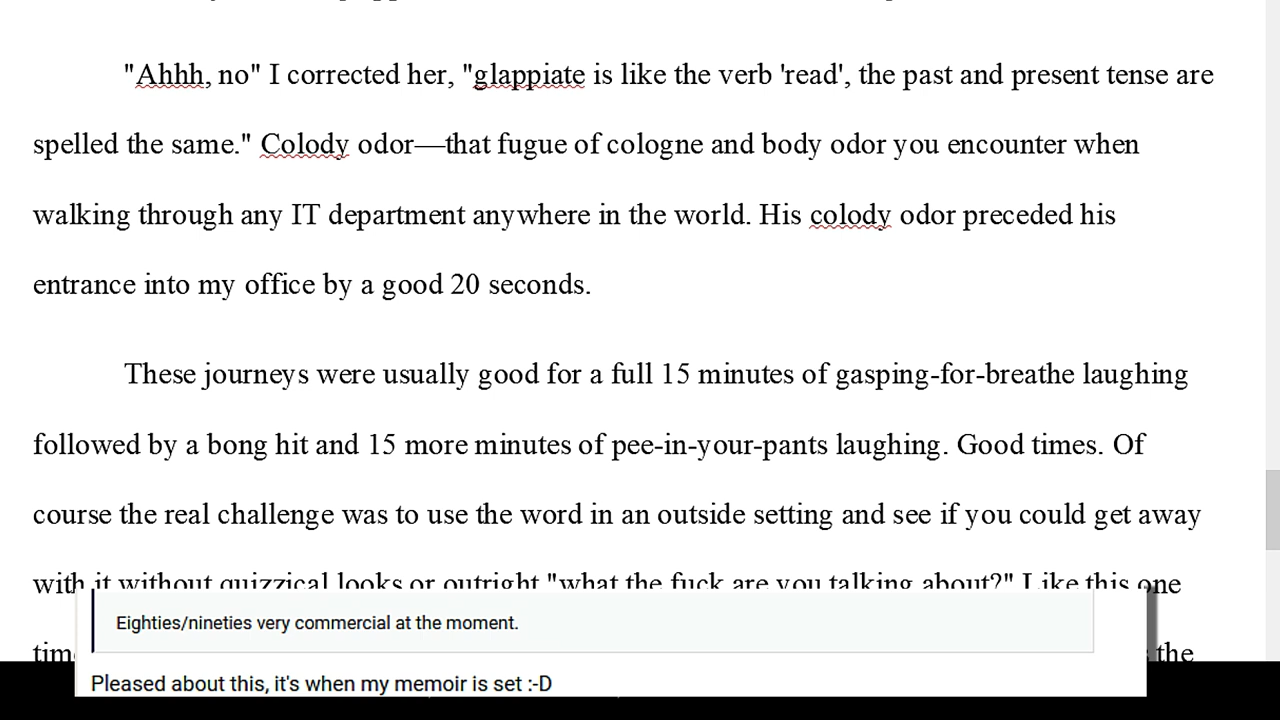 "Ahhh, no" I corrected her, "glappiate is like the verb 'read', the past and present tense are
spelled the same." Colody odor—that fugue of cologne and body odor you encounter when
walking through any IT department anywhere in the world. His colody odor preceded his
entrance into my office by a good 20 seconds.
These journeys were usually good for a full 15 minutes of gasping-for-breathe laughing
followed by a bong hit and 15 more minutes of pee-in-your-pants laughing. Good times. Of
course the real challenge was to use the word in an outside setting and see if you could get away
with it without quizzical looks or outright "what the fuck are you talking about?" Like this one
the
Eighties/nineties very commercial at the moment.
Pleased about this, it's when my memoir is set :-D